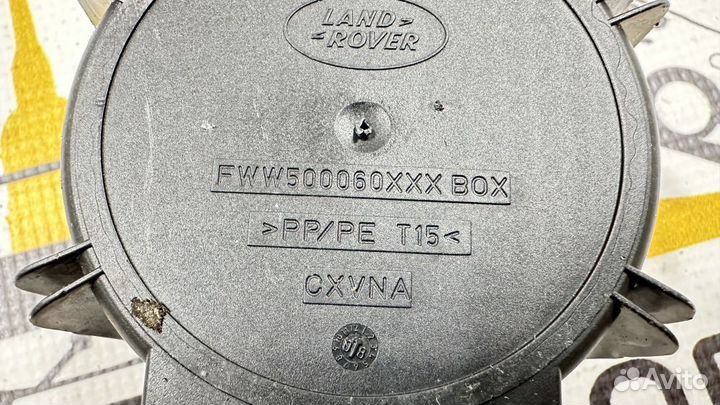 LAND>
<ROVER
FWW500060XXX BOX
>PP/PE T15<
CXVNA
Avito